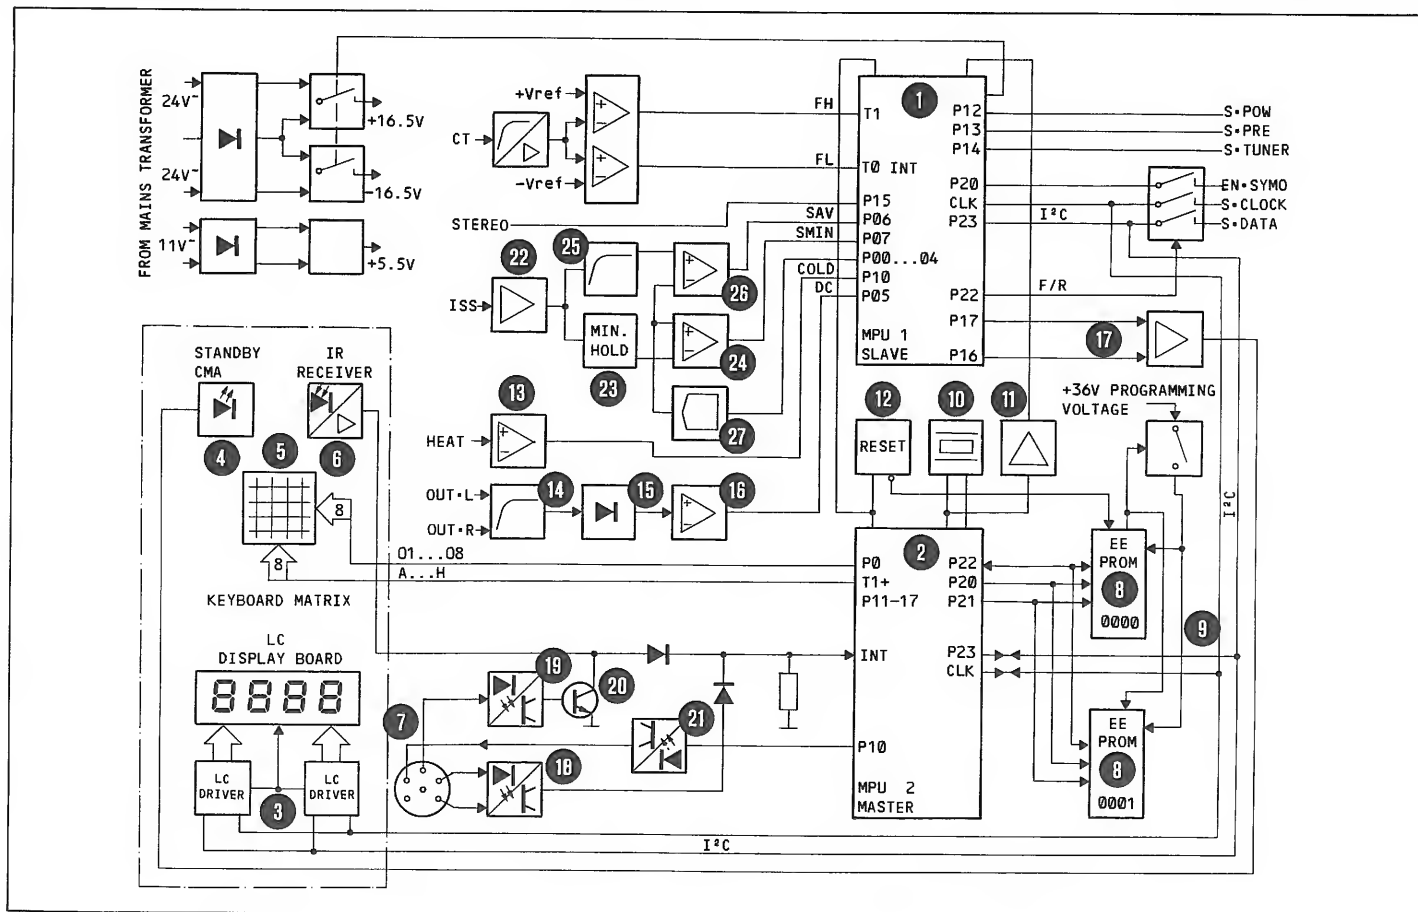 FROM MAINS TRANSFORMER
24V~
24V~
11V~
+16.5V
-16.5V
+5.5V
+Vref
CT
-Vref
FH
FL
1
T1
T0 INT
P15
P06
P07
P00...04
P10
P05
MPU 1
SLAVE
P12
P13
P14
P20
CLK
P23
P22
P17
P16
S•POW
S•PRE
S•TUNER
EN•SYMO
S•CLOCK
S•DATA
I²C
F/R
STEREO
SAV
SMIN
COLD
DC
22
25
26
ISS
MIN.
HOLD
23
24
27
17
+36V PROGRAMMING
VOLTAGE
13
HEAT
12
RESET
10
11
OUT•L
OUT•R
14
15
16
STANDBY
CMA
IR
RECEIVER
4
5
6
8
8
O1...O8
A...H
KEYBOARD MATRIX
2
P0
T1+
P11-17
INT
P10
MPU 2
MASTER
P22
P20
P21
P23
CLK
EE
PROM
8
0000
9
I²C
EE
PROM
8
0001
LC
DISPLAY BOARD
8888
LC
DRIVER
3
LC
DRIVER
7
19
20
21
18
I²C